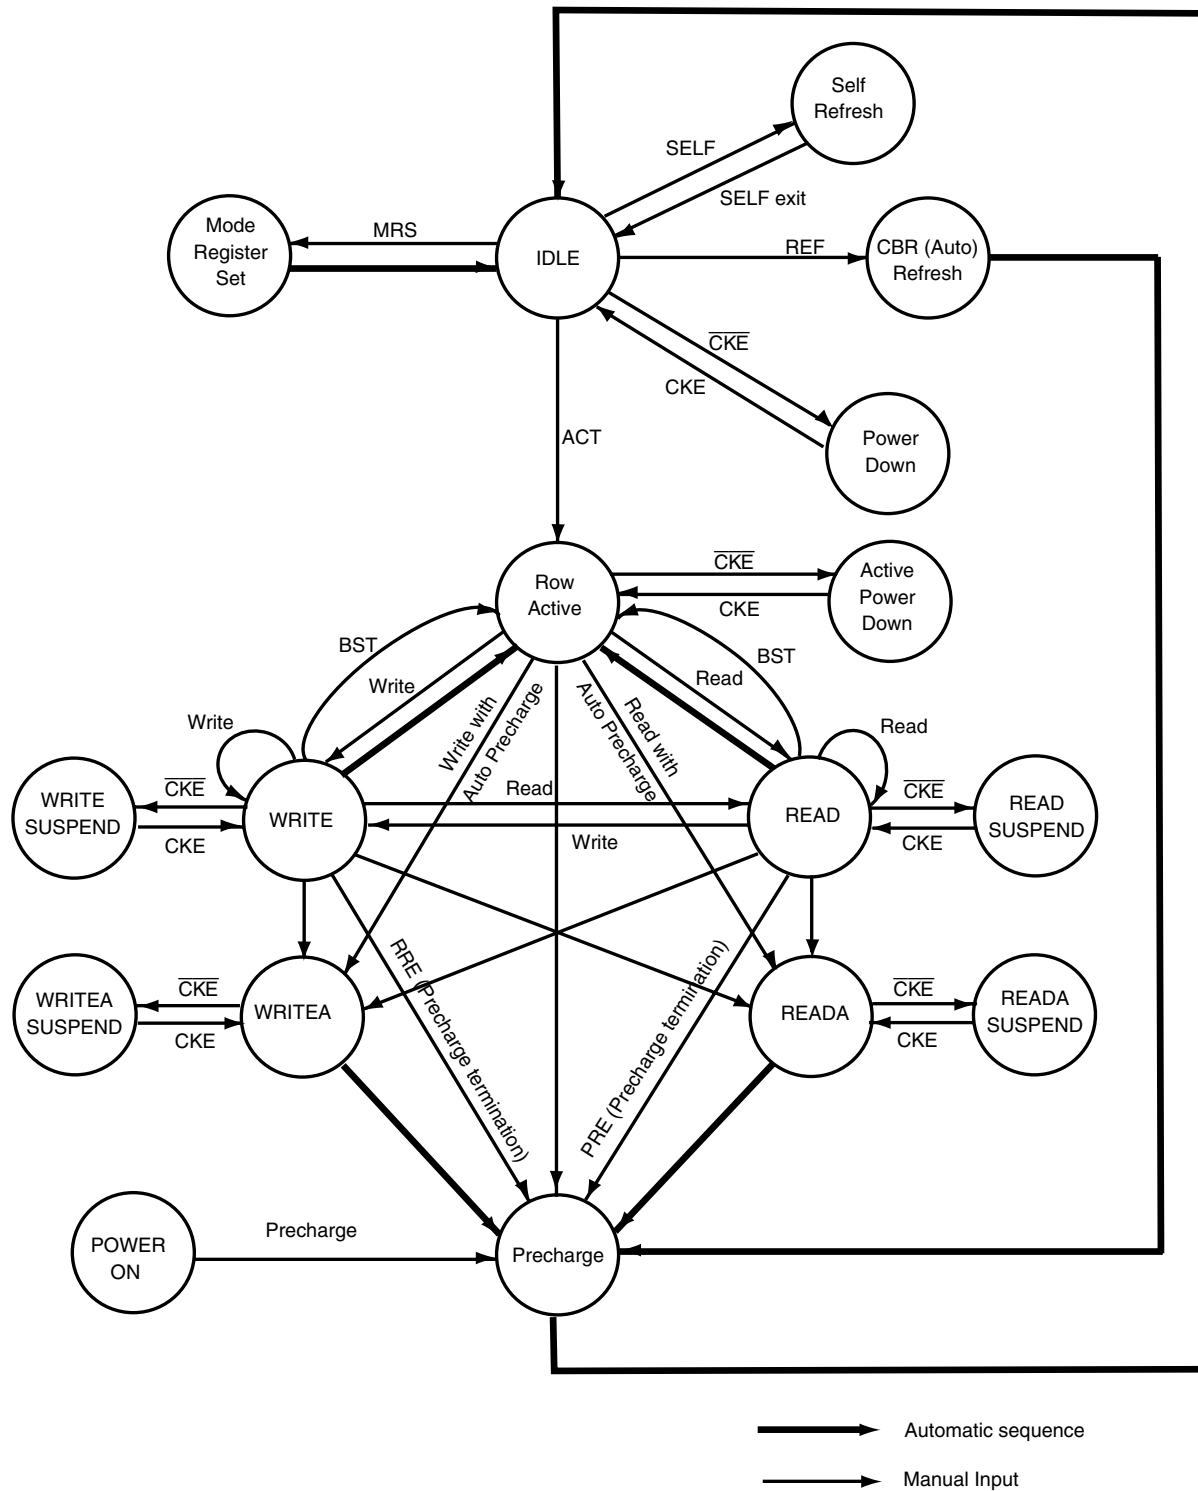 Self
Refresh
SELF
SELF exit
Mode
Register
Set
MRS
IDLE
REF
CBR (Auto)
Refresh
CKE
CKE
Power
Down
ACT
Row
Active
CKE
CKE
Active
Power
Down
BST
Write
Read
BST
Write with
Auto Precharge
Read with
Auto Precharge
Write
Read
WRITE
SUSPEND
CKE
CKE
WRITE
Read
Write
READ
CKE
CKE
READ
SUSPEND
RRE (Precharge termination)
PRE (Precharge termination)
WRITEA
SUSPEND
CKE
CKE
WRITEA
READA
CKE
CKE
READA
SUSPEND
POWER
ON
Precharge
Precharge
Automatic sequence
Manual Input